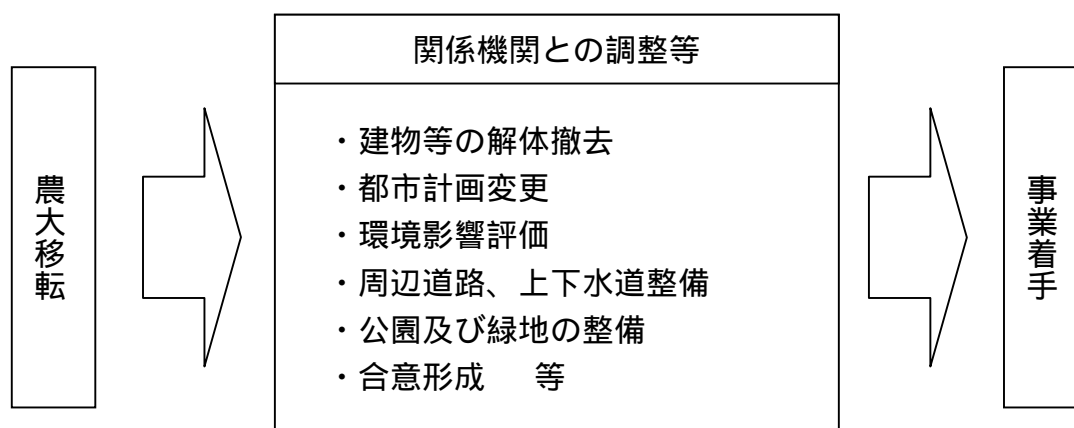 農大移転
関係機関との調整等
・建物等の解体撤去
・都市計画変更
・環境影響評価
・周辺道路、上下水道整備
・公園及び緑地の整備
・合意形成　等
事業着手